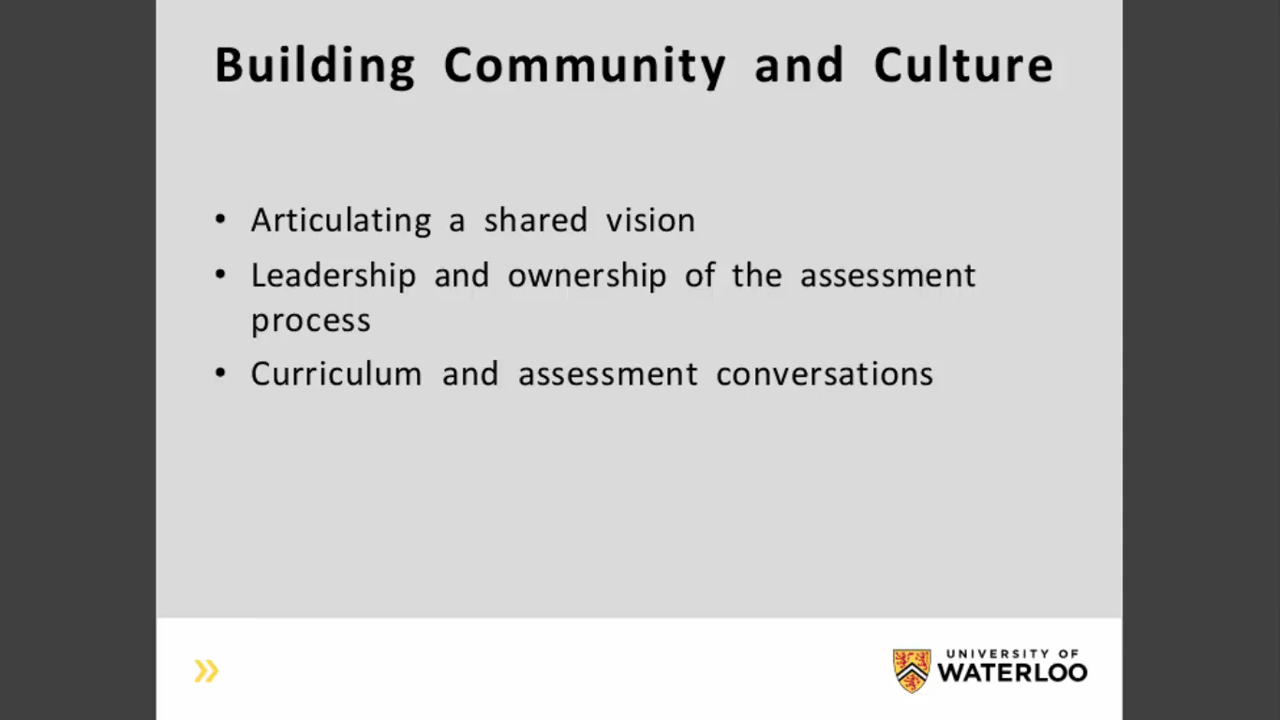 Building Community and Culture
• Articulating a shared vision
• Leadership and ownership of the assessment
process
• Curriculum and assessment conversations
UNIVERSITY OF
WATERLOO